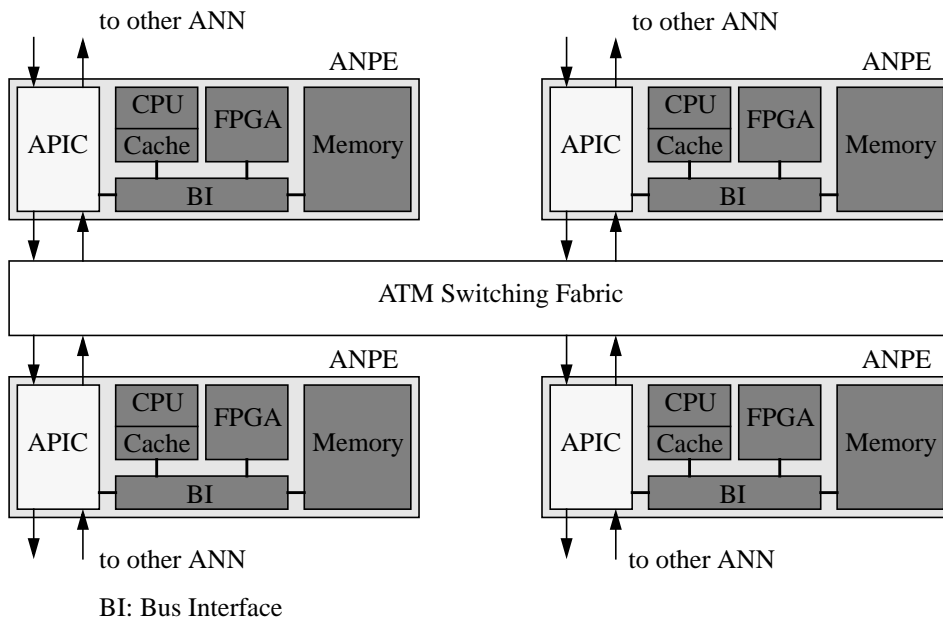 to other ANN
to other ANN
ANPE
ANPE
APIC
CPU
Cache
FPGA
Memory
BI
APIC
CPU
Cache
FPGA
Memory
BI
ATM Switching Fabric
ANPE
ANPE
APIC
CPU
Cache
FPGA
Memory
BI
APIC
CPU
Cache
FPGA
Memory
BI
to other ANN
to other ANN
BI: Bus Interface